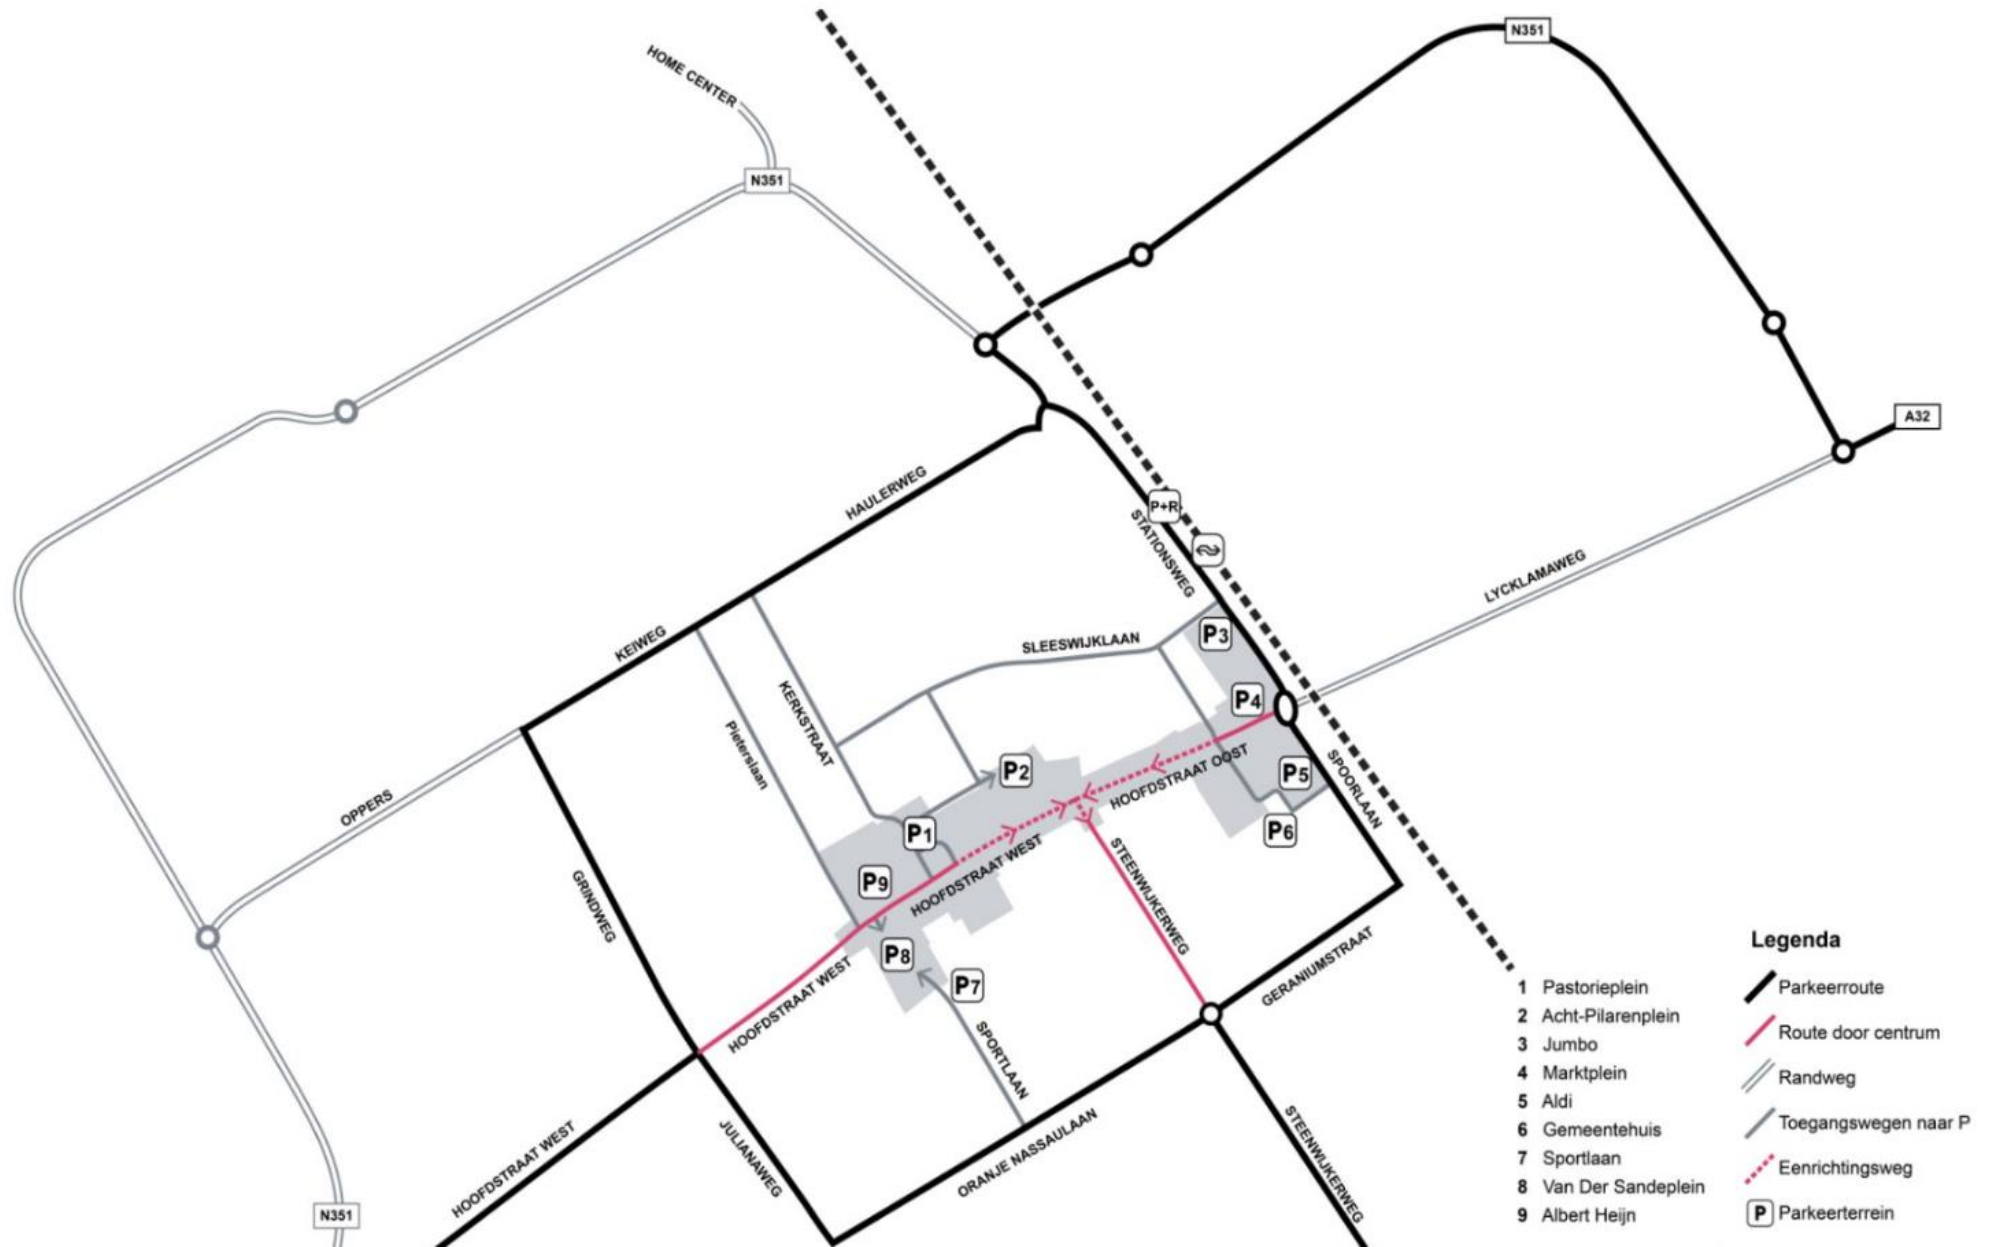 N351
HOME CENTER
N351
A32
HAULERWEG
P+R
STATIONSWEG
LYCKLAMAWEG
KEIWEG
SLEESWIJKLAAN
P3
KERKSTRAAT
Pieterslaan
P4
P2
HOOFDSTRAAT OOST
P5
SPOORLAAN
OPPERS
P1
P6
HOOFDSTRAAT WEST
STEENWIJKERWEG
GRINDWEG
P9
P8
P7
HOOFDSTRAAT WEST
GERANIUMSTRAAT
SPORTLAAN
JULIANAWEG
ORANJE NASSAULAAN
STEENWIJKERWEG
HOOFDSTRAAT WEST
N351
1 Pastorieplein
2 Acht-Pilarenplein
3 Jumbo
4 Marktplein
5 Aldi
6 Gemeentehuis
7 Sportlaan
8 Van Der Sandeplein
9 Albert Heijn
Legenda
Parkeerroute
Route door centrum
Randweg
Toegangswegen naar P
Eenrichtingsweg
P Parkeerterrein